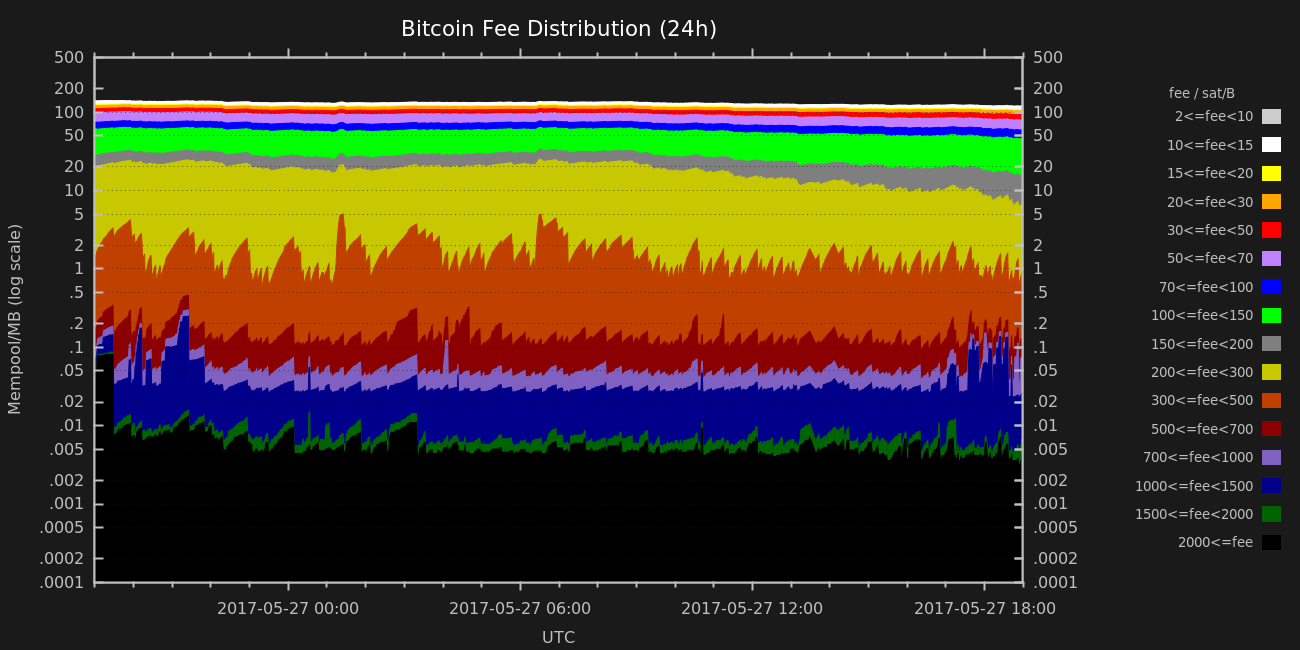 Bitcoin Fee Distribution (24h)
500
200
100
50
20
10
5
2
1
.5
.2
.1
.05
.02
.01
.005
.002
.001
.0005
.0002
.0001
Mempool/MB (log scale)
500
200
100
50
20
10
5
2
1
.5
.2
.1
.05
.02
.01
.005
.002
.001
.0005
.0002
.0001
2017-05-27 00:00
2017-05-27 06:00
2017-05-27 12:00
2017-05-27 18:00
UTC
fee / sat/B
2<=fee<10
10<=fee<15
15<=fee<20
20<=fee<30
30<=fee<50
50<=fee<70
70<=fee<100
100<=fee<150
150<=fee<200
200<=fee<300
300<=fee<500
500<=fee<700
700<=fee<1000
1000<=fee<1500
1500<=fee<2000
2000<=fee